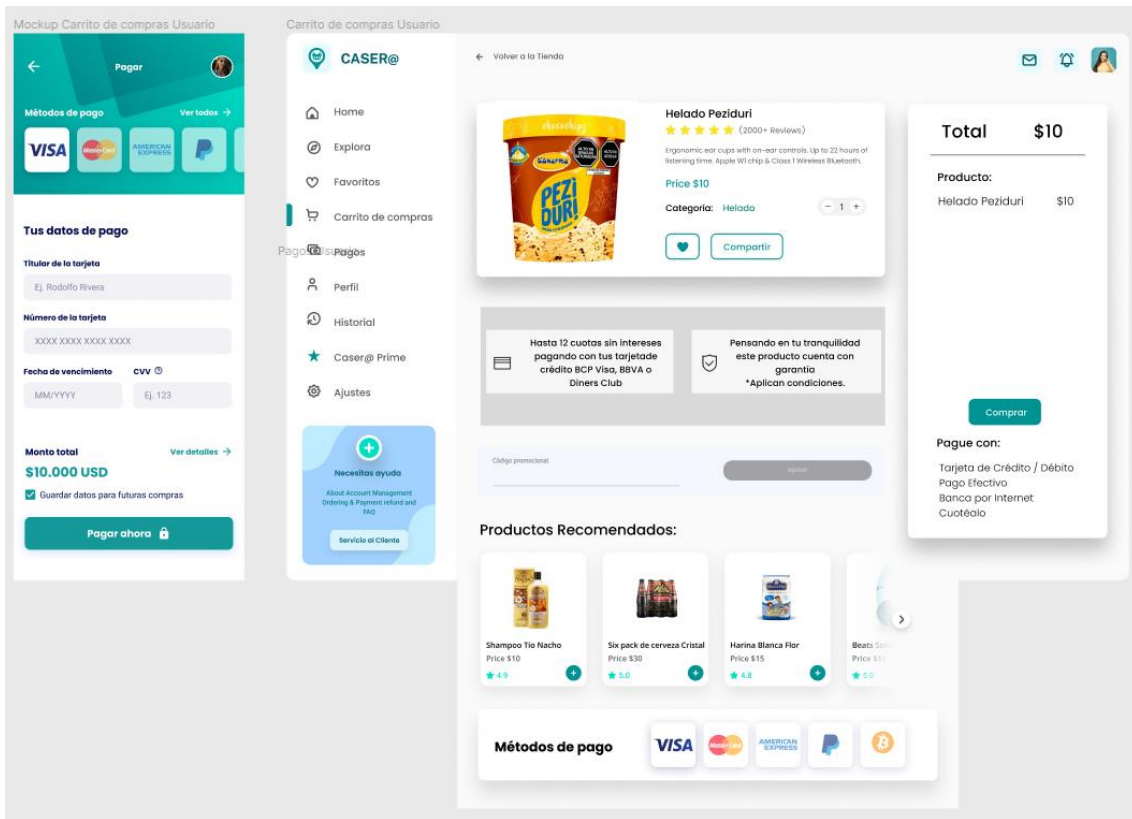 Mockup Carrito de compras Usuario
Pagar
Métodos de pago
Ver todos →
VISA
MasterCard
AMERICAN EXPRESS
Tus datos de pago
Titular de la tarjeta
Ej. Rodolfo Rivera
Número de la tarjeta
XXXX XXXX XXXX XXXX
Fecha de vencimiento
CVV
MM/YYYY
Ej. 123
Monto total
Ver detalles →
$10.000 USD
Guardar datos para futuras compras
Pagar ahora
Carrito de compras Usuario
CASER@
Home
Explora
Favoritos
Carrito de compras
Pagos
Perfil
Historial
Caser@ Prime
Ajustes
Necesitas ayuda
About Account Management
Ordering & Payment refund and
FAQ
Servicio al Cliente
← Volver a la Tienda
chocochips
D'Onofrio
PEZI
DURI
Helado Peziduri
(2000+ Reviews)
Ergonomic ear cups with on-ear controls. Up to 22 hours of
listening time. Apple W1 chip & Class 1 Wireless Bluetooth.
Price $10
Categoría: Helado
− 1 +
Compartir
Hasta 12 cuotas sin intereses
pagando con tus tarjetade
crédito BCP Visa, BBVA o
Diners Club
Pensando en tu tranquilidad
este producto cuenta con
garantía
*Aplican condiciones.
Código promocional
Productos Recomendados:
Shampoo Tio Nacho
Price $10
4.9
Six pack de cerveza Cristal
Price $30
5.0
Harina Blanca Flor
Price $15
4.8
Beats
Price
5.0
Métodos de pago
VISA
MasterCard
AMERICAN EXPRESS
Total $10
Producto:
Helado Peziduri $10
Comprar
Pague con:
Tarjeta de Crédito / Débito
Pago Efectivo
Banca por Internet
Cuotéalo